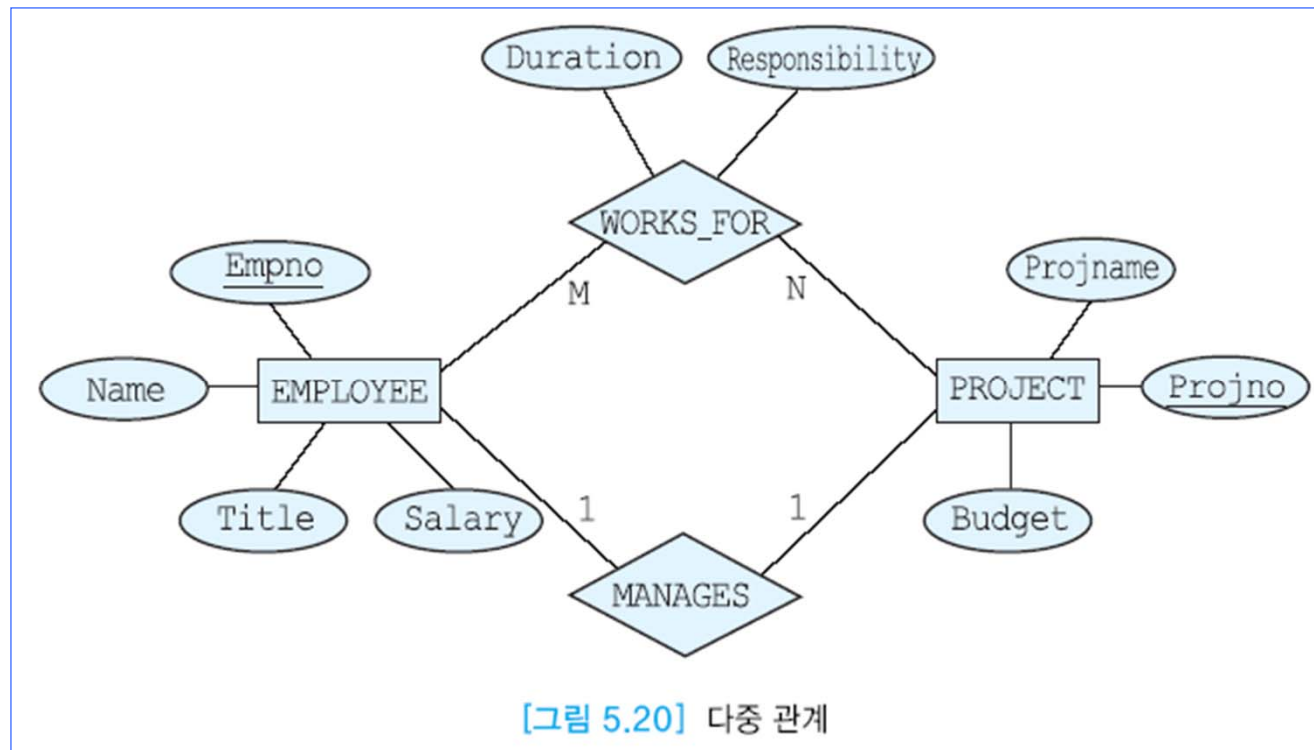 Duration
Responsibility
WORKS_FOR
Empno
M
N
Projname
Name
EMPLOYEE
PROJECT
Projno
Title
Salary
1
1
Budget
MANAGES
[그림 5.20] 다중 관계